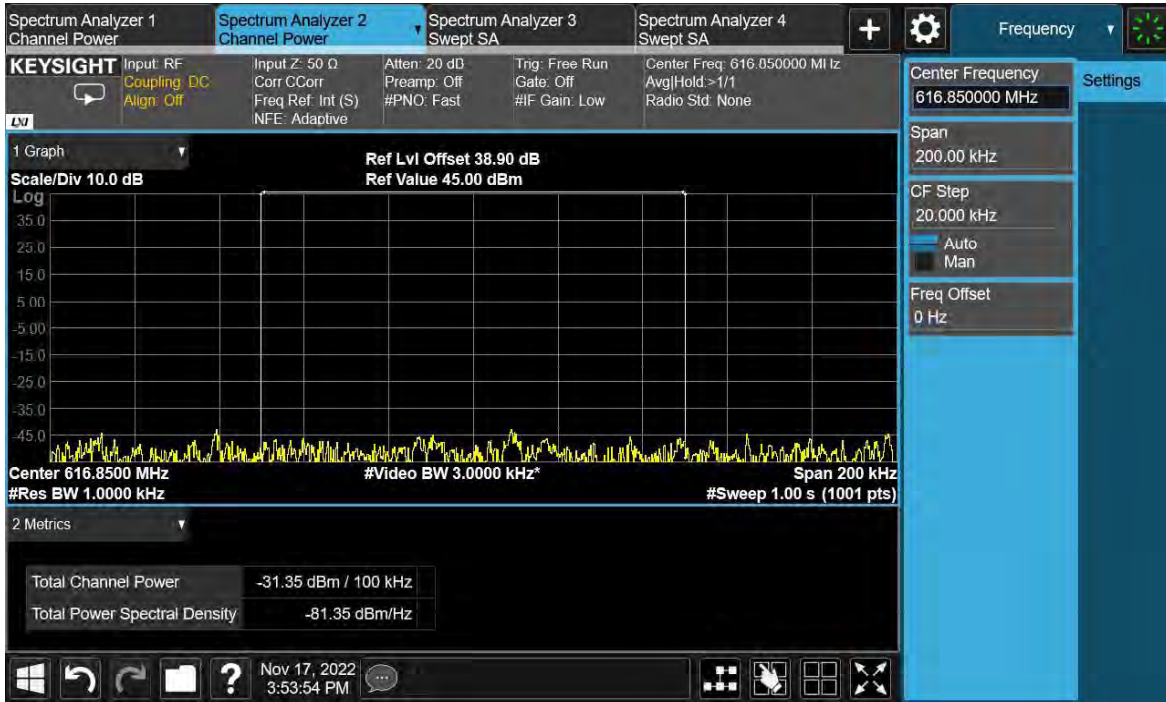 Spectrum Analyzer 1
Channel Power
Spectrum Analyzer 2
Channel Power
Spectrum Analyzer 3
Swept SA
Spectrum Analyzer 4
Swept SA
+
Frequency
KEYSIGHT
LXI
Input: RF
Coupling: DC
Align: Off
Input Z: 50 Ω
Corr CCorr
Freq Ref: Int (S)
NFE: Adaptive
Atten: 20 dB
Preamp: Off
#PNO: Fast
Trig: Free Run
Gate: Off
#IF Gain: Low
Center Freq: 616.850000 MHz
Avg|Hold:>1/1
Radio Std: None
1 Graph
Scale/Div 10.0 dB
Ref Lvl Offset 38.90 dB
Ref Value 45.00 dBm
Log
35.0
25.0
15.0
5.00
-5.00
-15.0
-25.0
-35.0
-45.0
Center 616.8500 MHz
#Video BW 3.0000 kHz*
Span 200 kHz
#Res BW 1.0000 kHz
#Sweep 1.00 s (1001 pts)
2 Metrics
Total Channel Power -31.35 dBm / 100 kHz
Total Power Spectral Density -81.35 dBm/Hz
?
Nov 17, 2022
3:53:54 PM
Center Frequency
616.850000 MHz
Settings
Span
200.00 kHz
CF Step
20.000 kHz
Auto
Man
Freq Offset
0 Hz